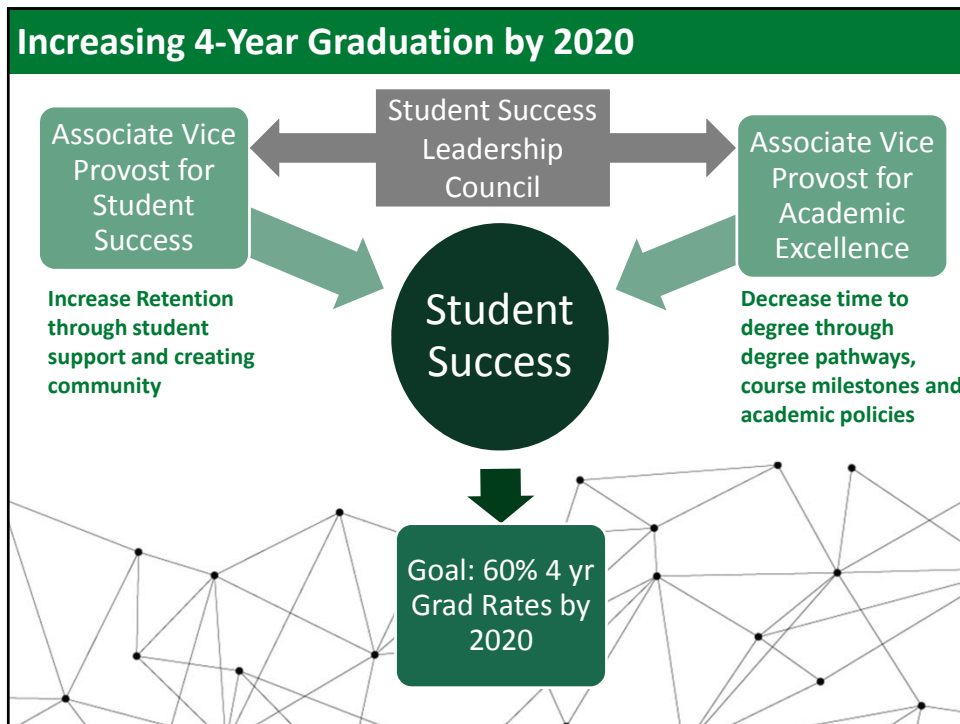 Increasing 4-Year Graduation by 2020
Student Success
Leadership
Council
Associate Vice
Provost for
Student
Success
Associate Vice
Provost for
Academic
Excellence
Increase Retention
through student
support and creating
community
Student
Success
Decrease time to
degree through
degree pathways,
course milestones and
academic policies
Goal: 60% 4 yr
Grad Rates by
2020